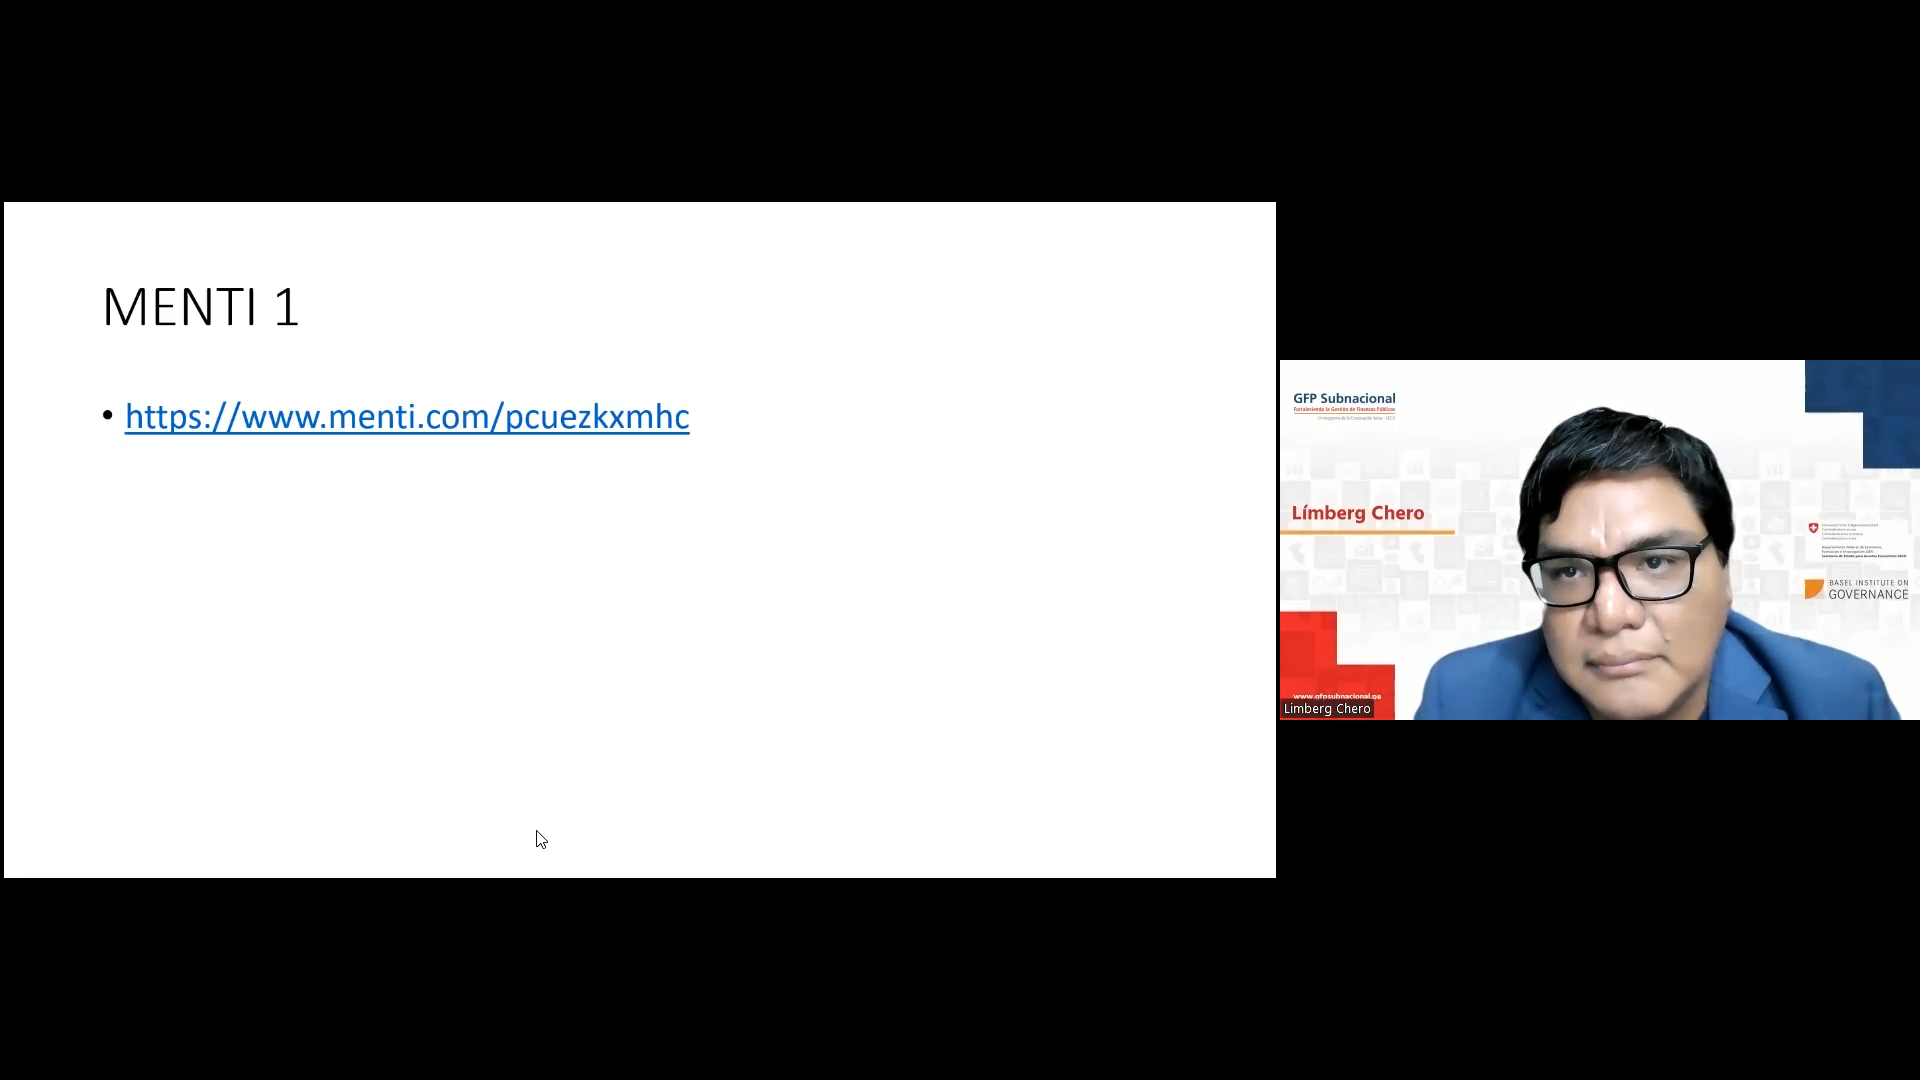 MENTI 1
• https://www.menti.com/pcuezkxmhc
GFP Subnacional
Fortaleciendo la Gestión de Finanzas Públicas
Límberg Chero
BASEL INSTITUTE ON
GOVERNANCE
www.gfpsubnacional.pe
Limberg Chero